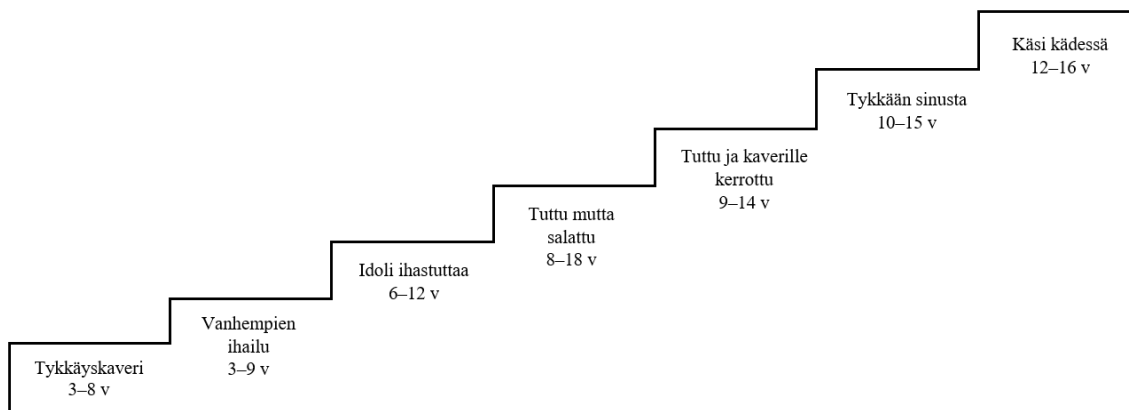 Tykkäyskaveri
3–8 v
Vanhempien
ihailu
3–9 v
Idoli ihastuttaa
6–12 v
Tuttu mutta
salattu
8–18 v
Tuttu ja kaverille
kerrottu
9–14 v
Tykkään sinusta
10–15 v
Käsi kädessä
12–16 v